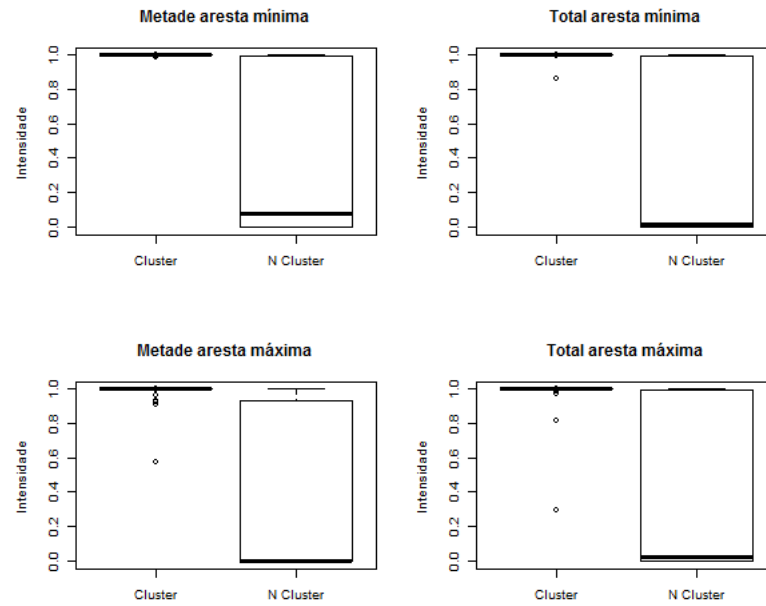 Metade aresta mínima
Intensidade
1.0
0.8
0.6
0.4
0.2
0.0
Cluster
N Cluster
Total aresta mínima
Intensidade
1.0
0.8
0.6
0.4
0.2
0.0
Cluster
N Cluster
Metade aresta máxima
Intensidade
1.0
0.8
0.6
0.4
0.2
0.0
Cluster
N Cluster
Total aresta máxima
Intensidade
1.0
0.8
0.6
0.4
0.2
0.0
Cluster
N Cluster